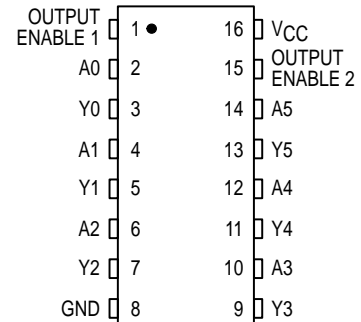 OUTPUT
ENABLE 1 1 16 VCC
A0 2 15 OUTPUT
ENABLE 2
Y0 3 14 A5
A1 4 13 Y5
Y1 5 12 A4
A2 6 11 Y4
Y2 7 10 A3
GND 8 9 Y3